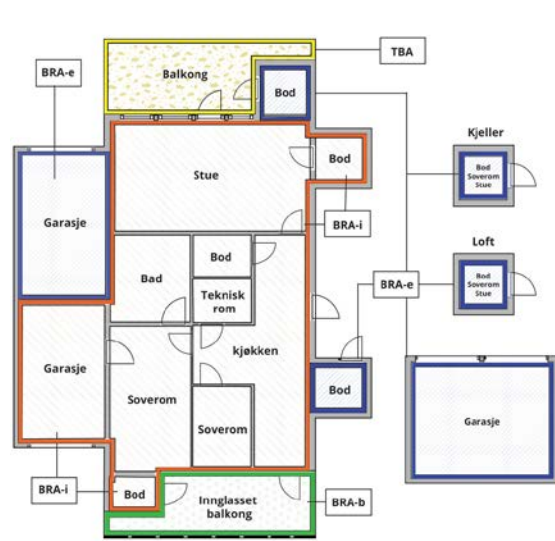 TBA
BRA-e
Balkong
Bod
Kjeller
Bod
Soverom
Stue
Stue
Bod
Garasje
BRA-i
Loft
Bod
Soverom
Stue
Bad
Bod
BRA-e
Teknisk
rom
Garasje
kjøkken
Soverom
Bod
Garasje
Soverom
BRA-i
Bod
Innglasset
balkong
BRA-b